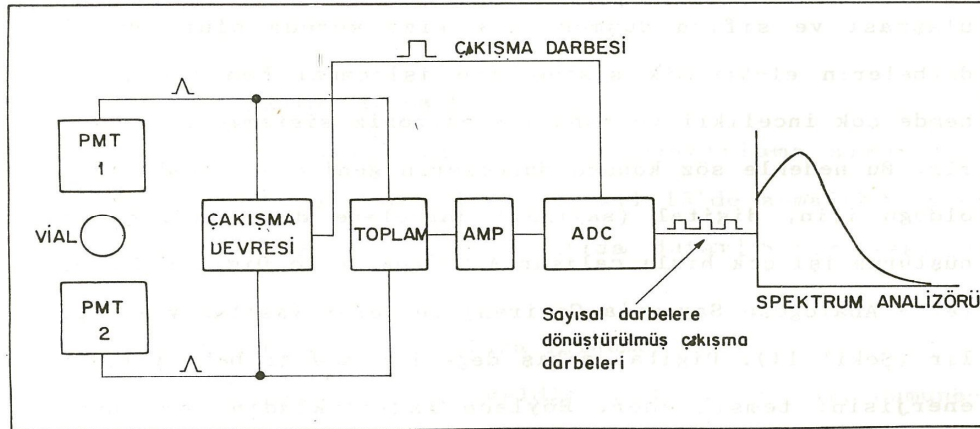 ÇAKIŞMA DARBESİ
PMT
1
VİAL
PMT
2
ÇAKIŞMA
DEVRESİ
TOPLAM
AMP
ADC
Sayısal darbelere
dönüştürülmüş çakışma
darbeleri
SPEKTRUM ANALİZÖRÜ